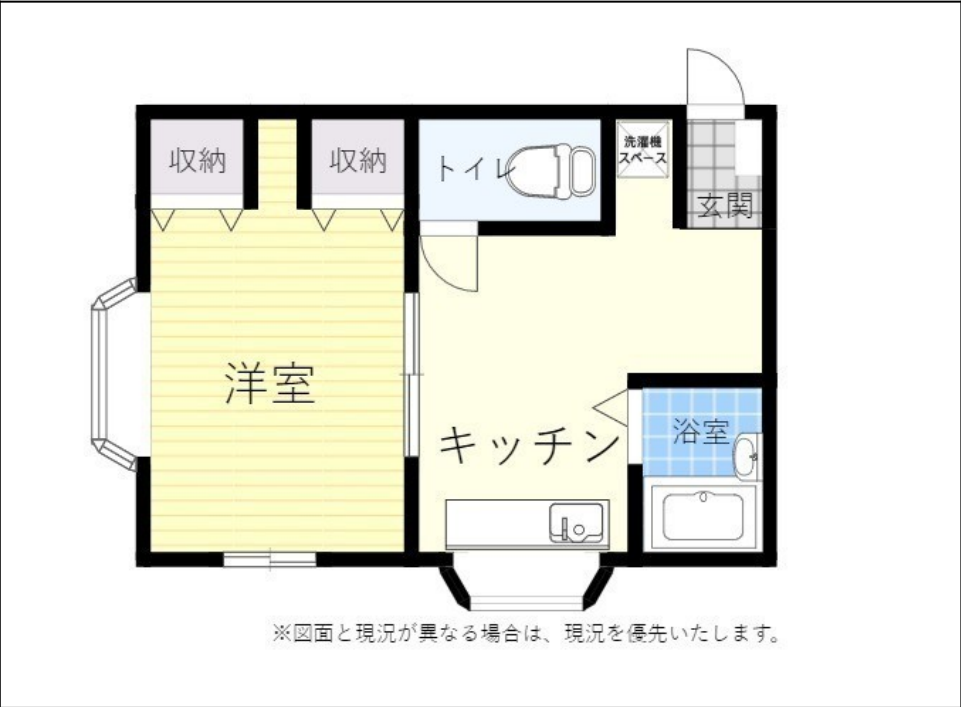 収納
収納
トイレ
洗濯機
スペース
玄関
洋室
キッチン
浴室
※図面と現況が異なる場合は、現況を優先いたします。